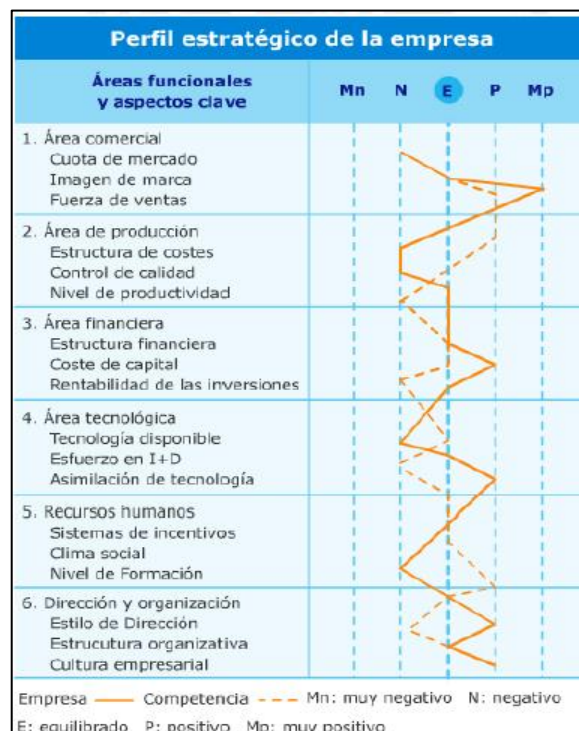 Perfil estratégico de la empresa
Áreas funcionales
y aspectos clave
Mn N E P Mp
1. Área comercial
Cuota de mercado
Imagen de marca
Fuerza de ventas
2. Área de producción
Estructura de costes
Control de calidad
Nivel de productividad
3. Área financiera
Estructura financiera
Coste de capital
Rentabilidad de las inversiones
4. Área tecnológica
Tecnología disponible
Esfuerzo en I+D
Asimilación de tecnología
5. Recursos humanos
Sistemas de incentivos
Clima social
Nivel de Formación
6. Dirección y organización
Estilo de Dirección
Estrucutura organizativa
Cultura empresarial
Empresa Competencia Mn: muy negativo N: negativo
E: equilibrado P: positivo Mp: muy positivo